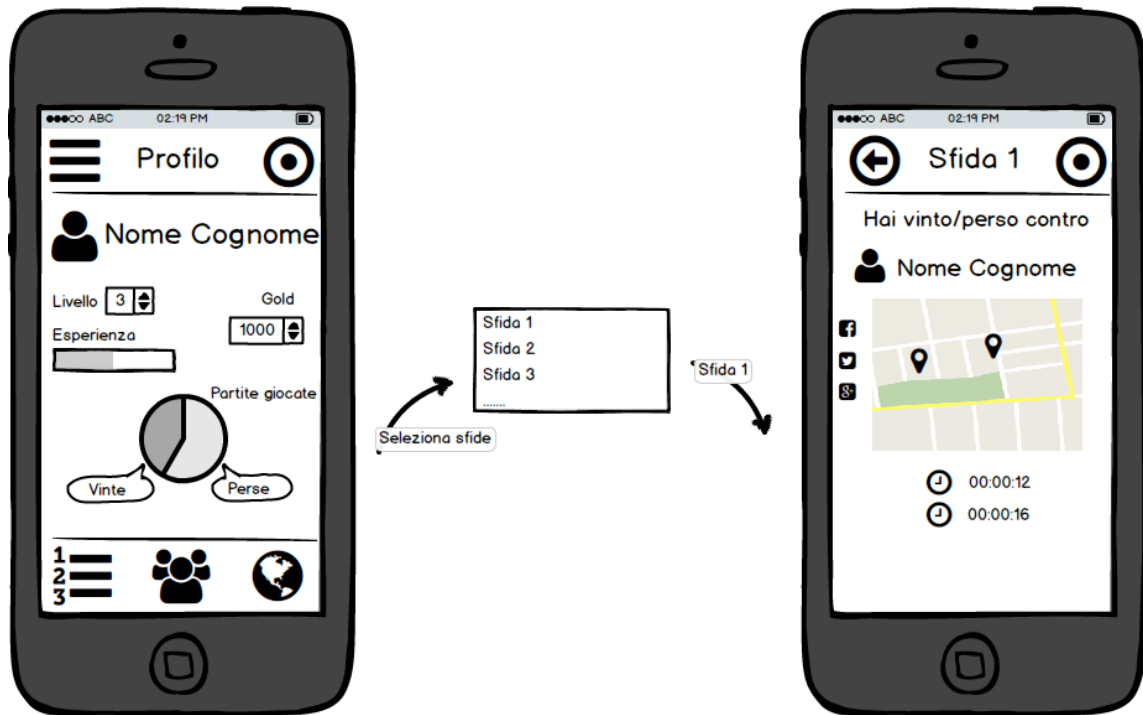 ABC 02:19 PM
Profilo
Nome Cognome
Livello 3
Gold
1000
Esperienza
Partite giocate
Vinte
Perse
1
2
3
Seleziona sfide
Sfida 1
Sfida 2
Sfida 3
.......
Sfida 1
ABC 02:19 PM
Sfida 1
Hai vinto/perso contro
Nome Cognome
f
g+
00:00:12
00:00:16